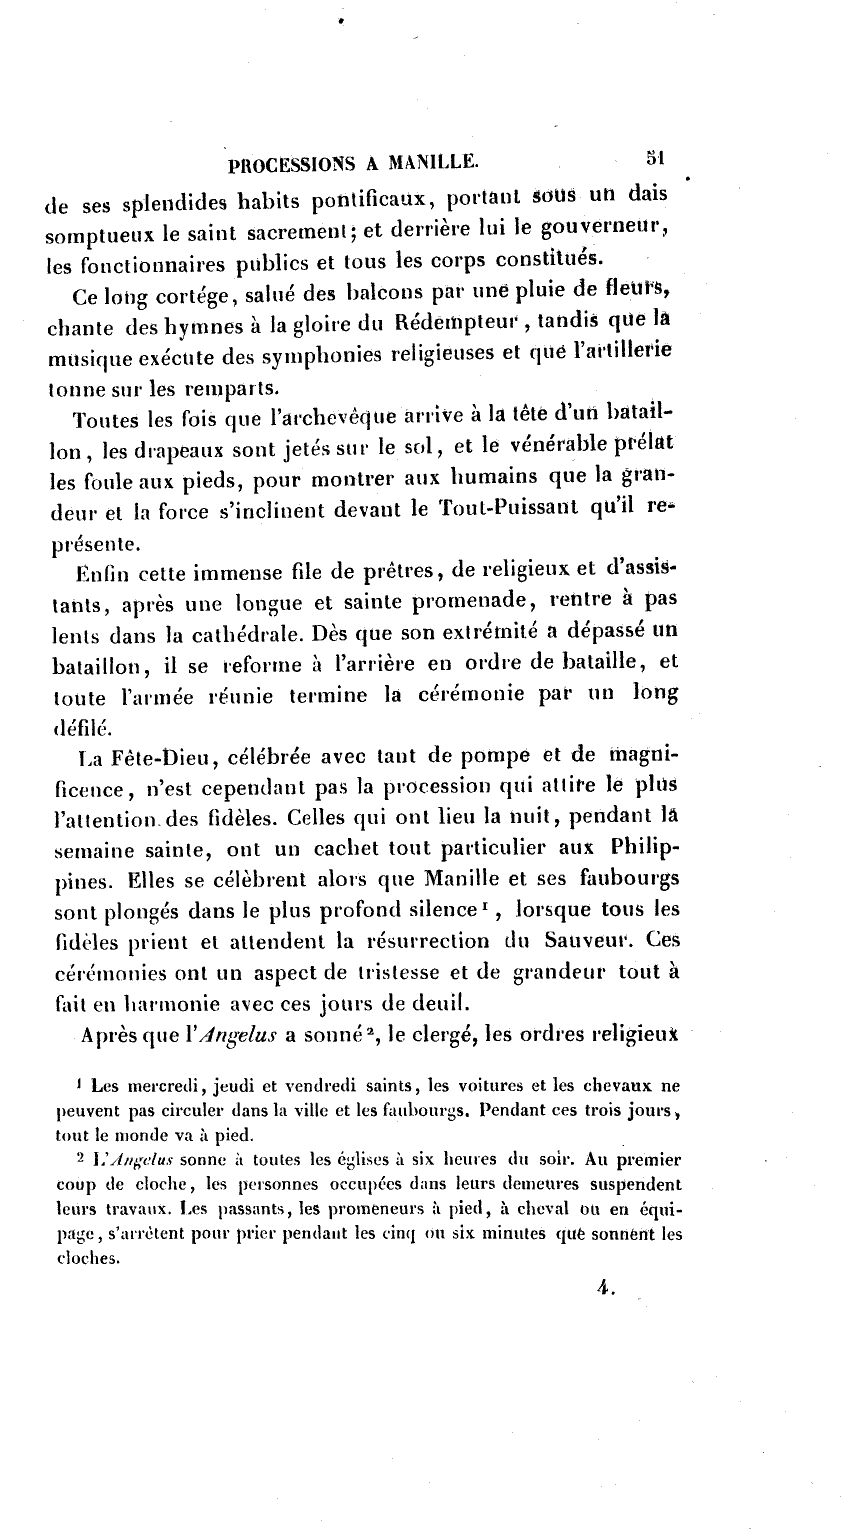 PROCESSIONS A MANILLE. 51
de ses splendides habits pontificaux, portant sous un dais
somptueux le saint sacrement; et derrière lui le gouverneur,
les fonctionnaires publics et tous les corps constitués.
Ce long cortége, salué des balcons par une pluie de fleurs,
chante des hymnes à la gloire du Rédempteur, tandis que la
musique exécute des symphonies religieuses et que l'artillerie
tonne sur les remparts.
Toutes les fois que l'archevêque arrive à la tête d'un batail-
lon, les drapeaux sont jetés sur le sol, et le vénérable prélat
les foule aux pieds, pour montrer aux humains que la gran-
deur et la force s'inclinent devant le Tout-Puissant qu'il re-
présente.
Enfin cette immense file de prêtres, de religieux et d'assis-
tants, après une longue et sainte promenade, rentre à pas
lents dans la cathédrale. Dès que son extrémité a dépassé un
bataillon, il se reforme à l'arrière en ordre de bataille, et
toute l'armée réunie termine la cérémonie par un long
défilé.
La Fête-Dieu, célébrée avec tant de pompe et de magni-
ficence, n'est cependant pas la procession qui attire le plus
l'attention des fidèles. Celles qui ont lieu la nuit, pendant la
semaine sainte, ont un cachet tout particulier aux Philip-
pines. Elles se célèbrent alors que Manille et ses faubourgs
sont plongés dans le plus profond silence¹, lorsque tous les
fidèles prient et attendent la résurrection du Sauveur. Ces
cérémonies ont un aspect de tristesse et de grandeur tout à
fait en harmonie avec ces jours de deuil.
Après que l'Angelus a sonné², le clergé, les ordres religieux
¹ Les mercredi, jeudi et vendredi saints, les voitures et les chevaux ne
peuvent pas circuler dans la ville et les faubourgs. Pendant ces trois jours,
tout le monde va à pied.
² L'Angelus sonne à toutes les églises à six heures du soir. Au premier
coup de cloche, les personnes occupées dans leurs demeures suspendent
leurs travaux. Les passants, les promeneurs à pied, à cheval ou en équi-
page, s'arrêtent pour prier pendant les cinq ou six minutes que sonnent les
cloches.
4.